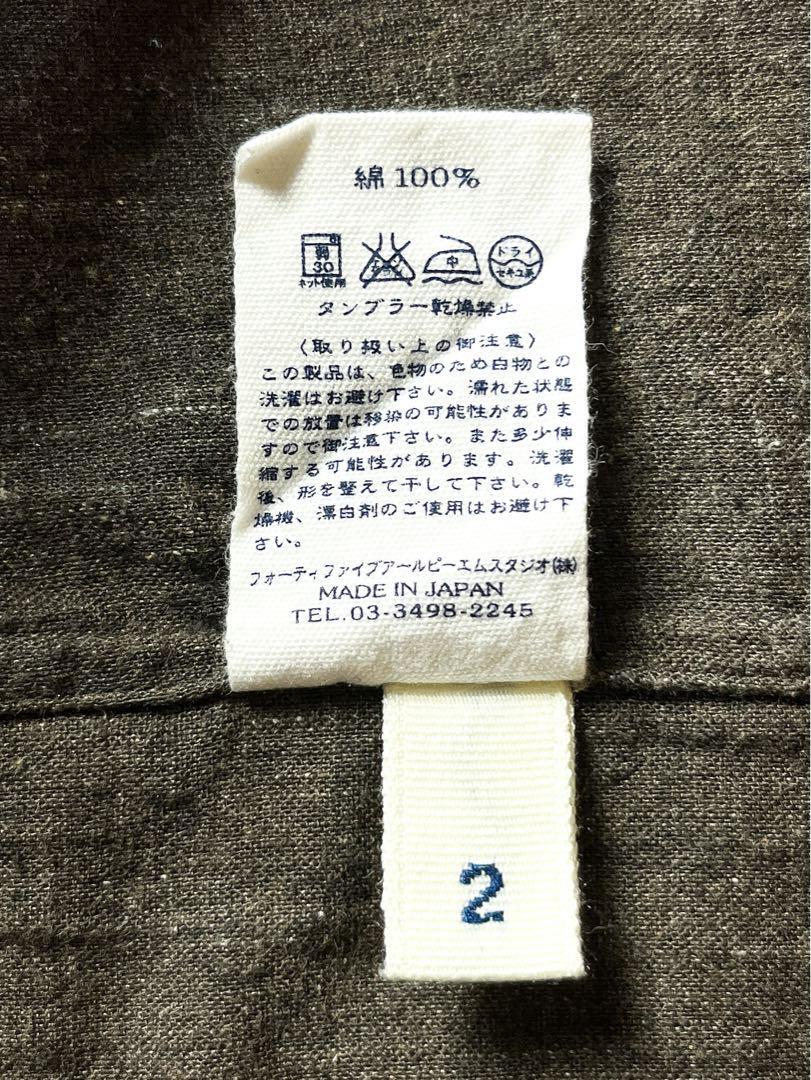 綿 100%
弱
30
ネット使用
中
ドライ
セキユ系
タンブラー乾燥禁止
〈取り扱い上の御注意〉
この製品は、色物のため白物との
洗濯はお避け下さい。濡れた状態
での放置は移染の可能性がありま
すので御注意下さい。また多少伸
縮する可能性があります。洗濯
後、形を整えて干して下さい。乾
燥機、漂白剤のご使用はお避け下
さい。
フォーティファイブアールピーエムスタジオ(株)
MADE IN JAPAN
TEL.03-3498-2245
2